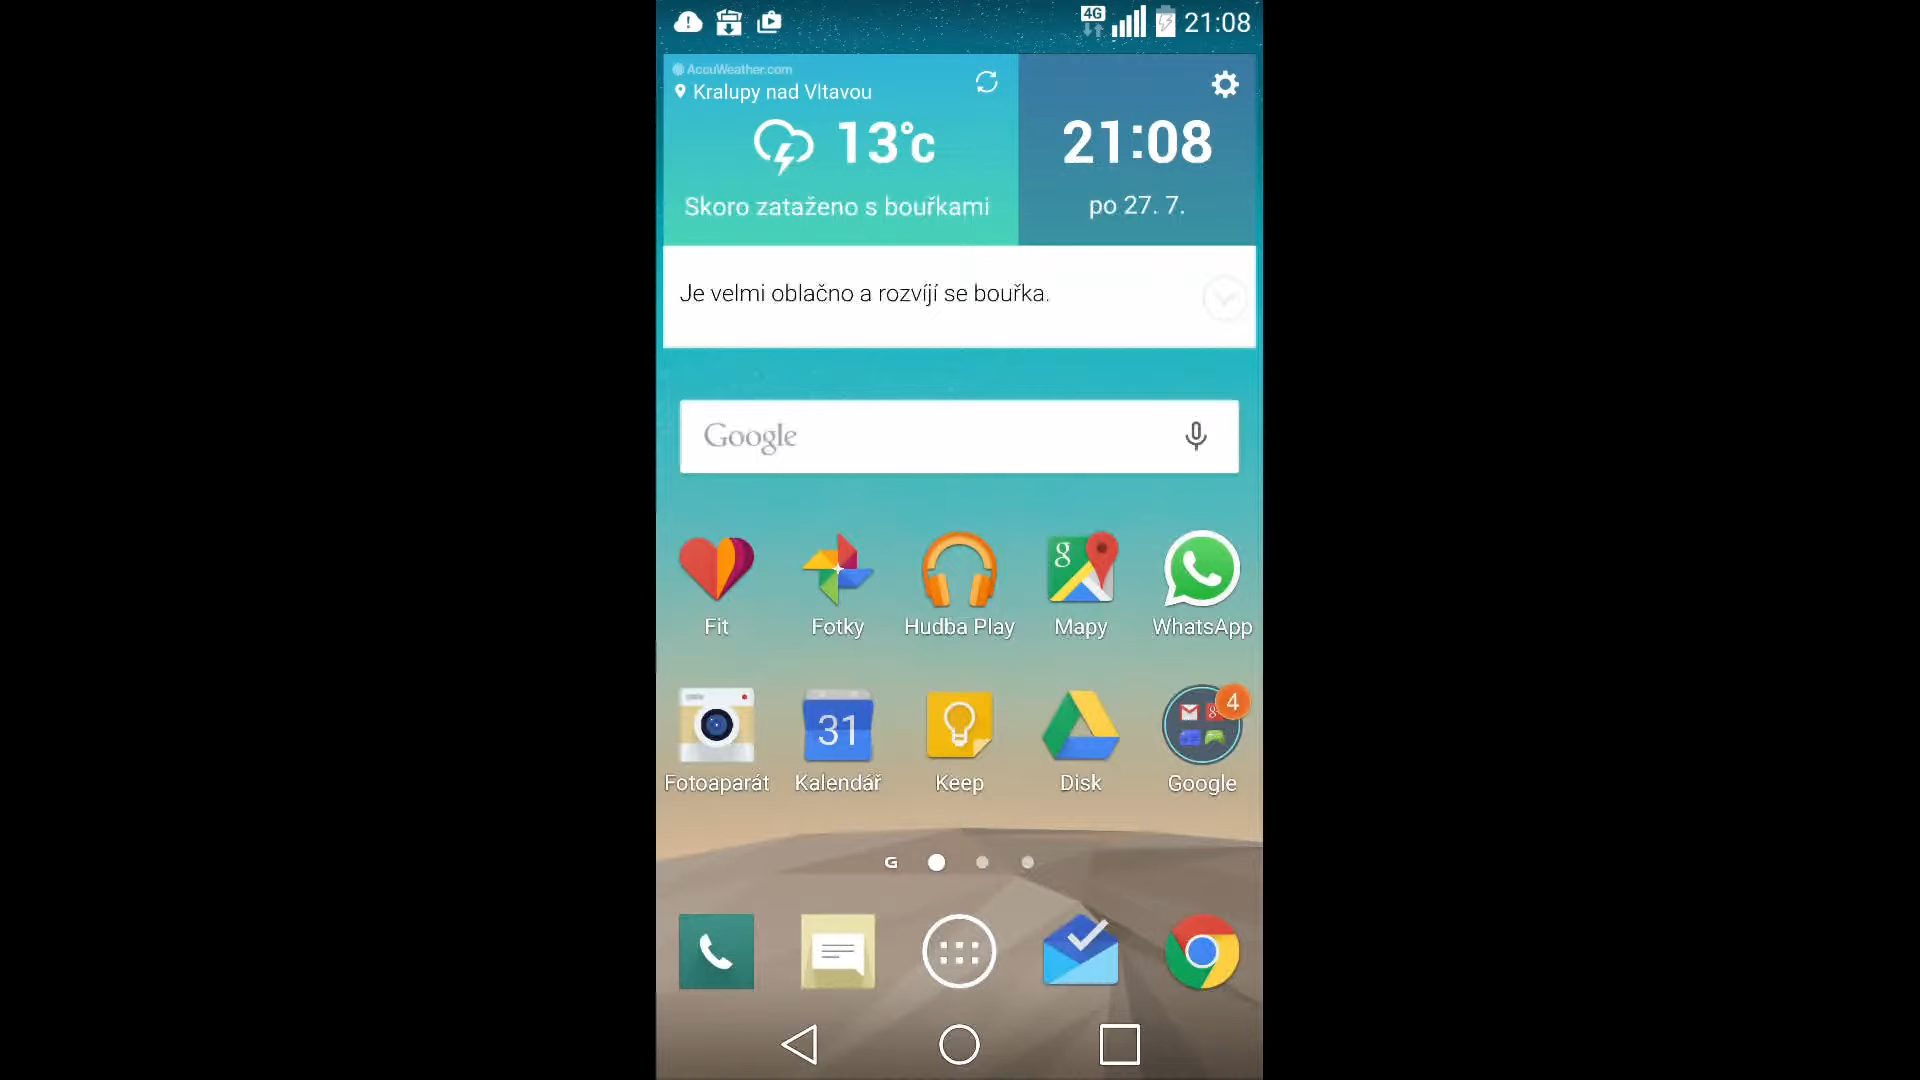 4G
21:08
AccuWeather.com
Kralupy nad Vltavou
13°C
Skoro zataženo s bouřkami
21:08
po 27. 7.
Je velmi oblačno a rozvíjí se bouřka.
Google
Fit
Fotky
Hudba Play
g
Mapy
WhatsApp
Fotoaparát
31
Kalendář
Keep
Disk
4
Google
G